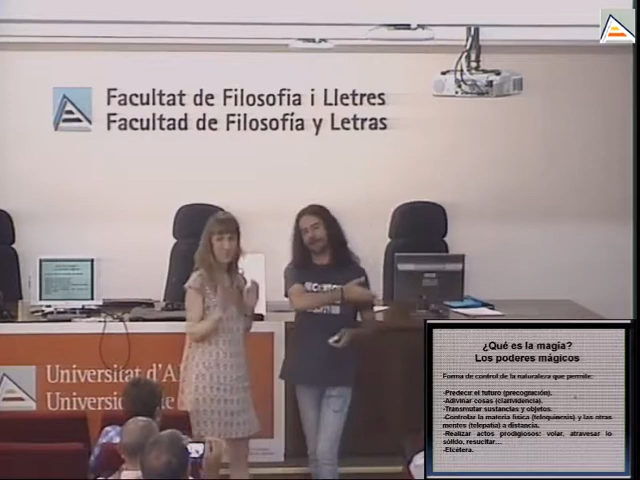 Facultat de Filosofia i Lletres
Facultad de Filosofía y Letras
Universitat d'A
Universi
¿Qué es la magia?
Los poderes mágicos
Forma de control de la naturaleza que permite:
-Predecir el futuro (precognición).
-Adivinar cosas (clarividencia).
-Transmutar sustancias y objetos.
-Controlar la materia física (telequinesis) y las otras
mentes (telepatía) a distancia.
-Realizar actos prodigiosos: volar, atravesar lo
sólido, resucitar...
-Etcétera.